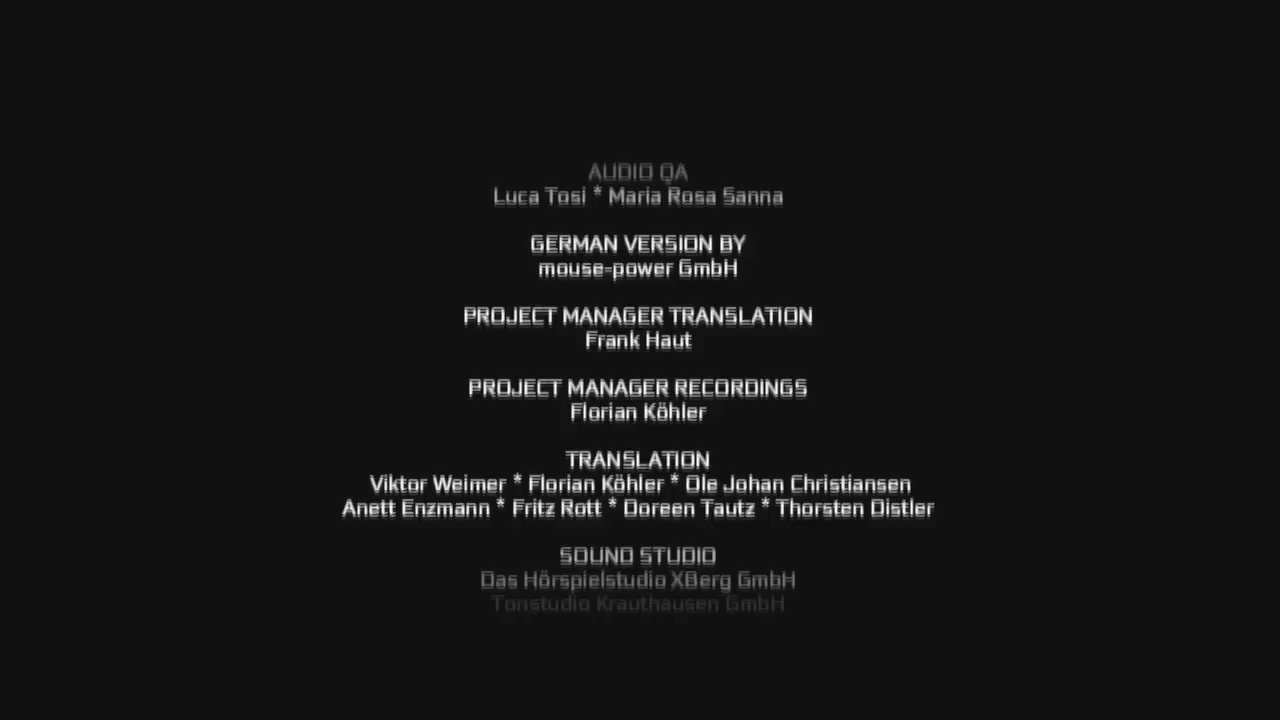 AUDIO QA
Luca Tosi * Maria Rosa Sanna
GERMAN VERSION BY
mouse-power GmbH
PROJECT MANAGER TRANSLATION
Frank Haut
PROJECT MANAGER RECORDINGS
Florian Köhler
TRANSLATION
Viktor Weimer * Florian Köhler * Ole Johan Christiansen
Anett Enzmann * Fritz Rott * Doreen Tautz * Thorsten Distler
SOUND STUDIO
Das Hörspielstudio XBerg GmbH
Tonstudio Krauthausen GmbH